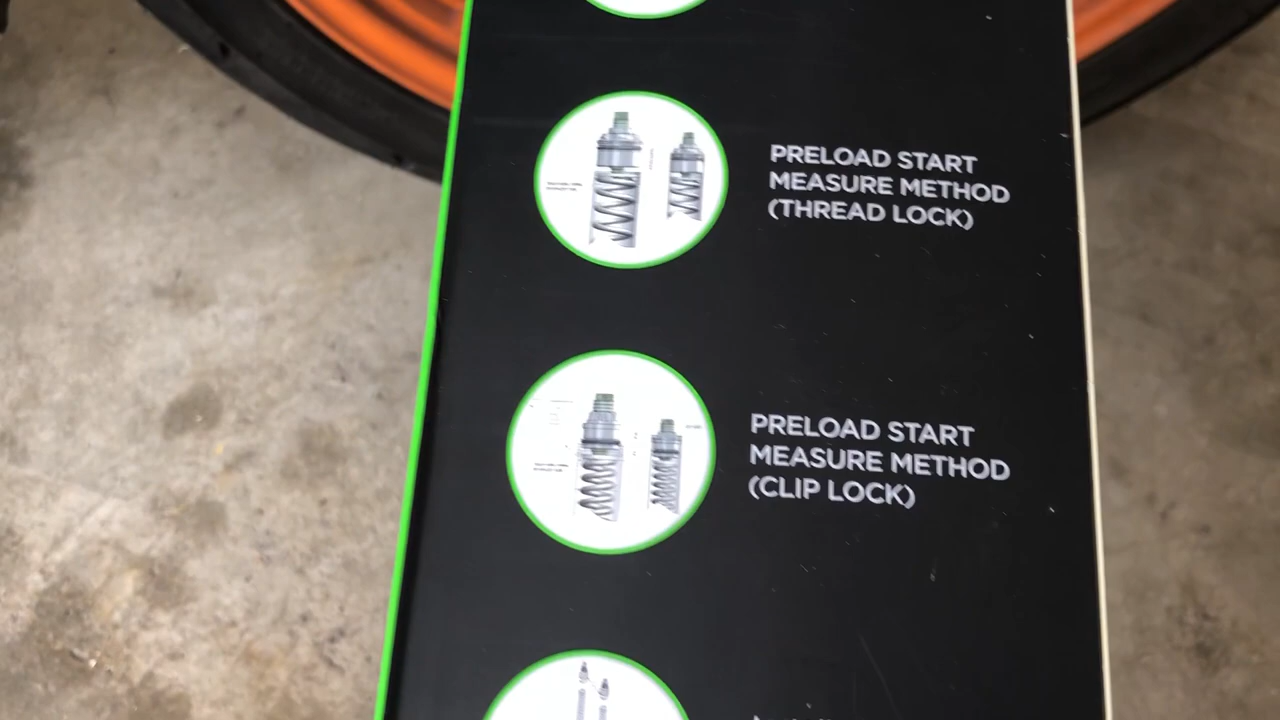 PRELOAD START
MEASURE METHOD
(THREAD LOCK)
PRELOAD START
MEASURE METHOD
(CLIP LOCK)